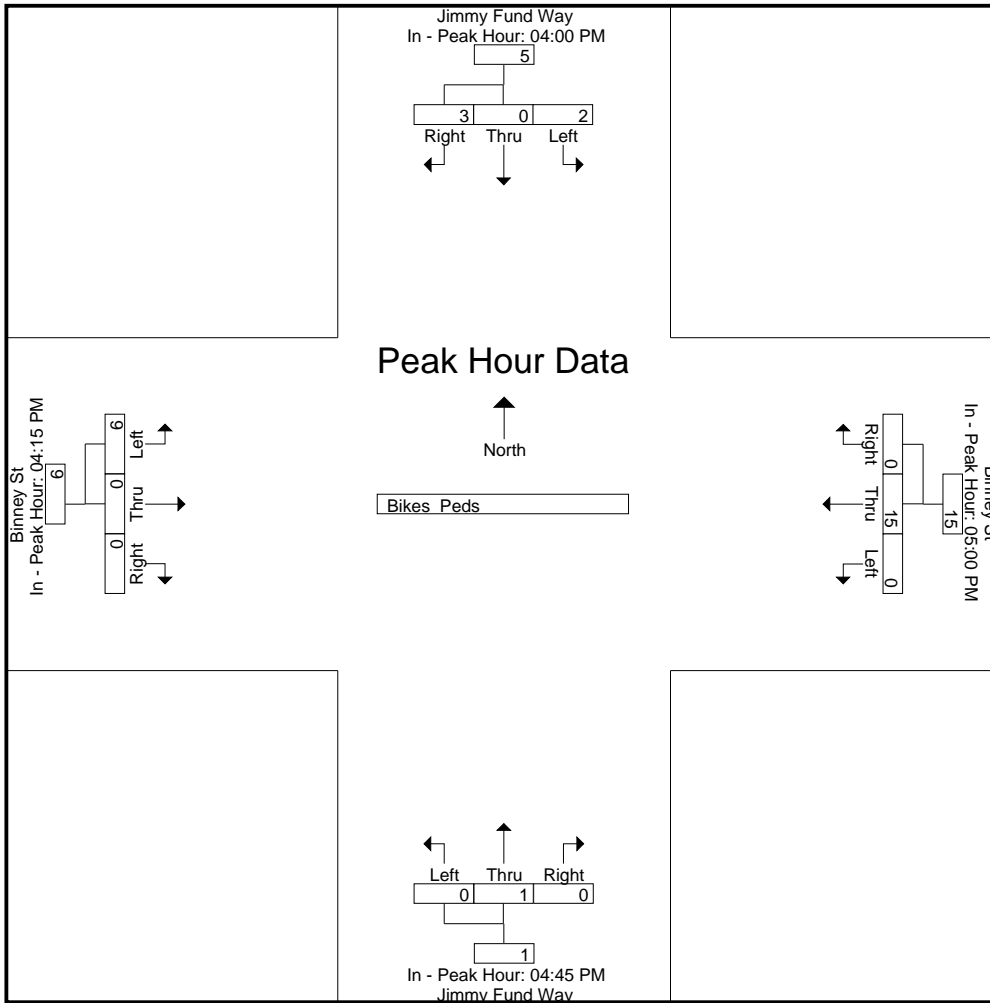 Jimmy Fund Way
In - Peak Hour: 04:00 PM
5
3 0 2
Right Thru Left
Peak Hour Data
North
Bikes Peds
Binney St
In - Peak Hour: 04:15 PM
6
6 0 0
Left Thru Right
Binney St
In - Peak Hour: 05:00 PM
15
0 15 0
Right Thru Left
Left Thru Right
0 1 0
1
In - Peak Hour: 04:45 PM
Jimmy Fund Way